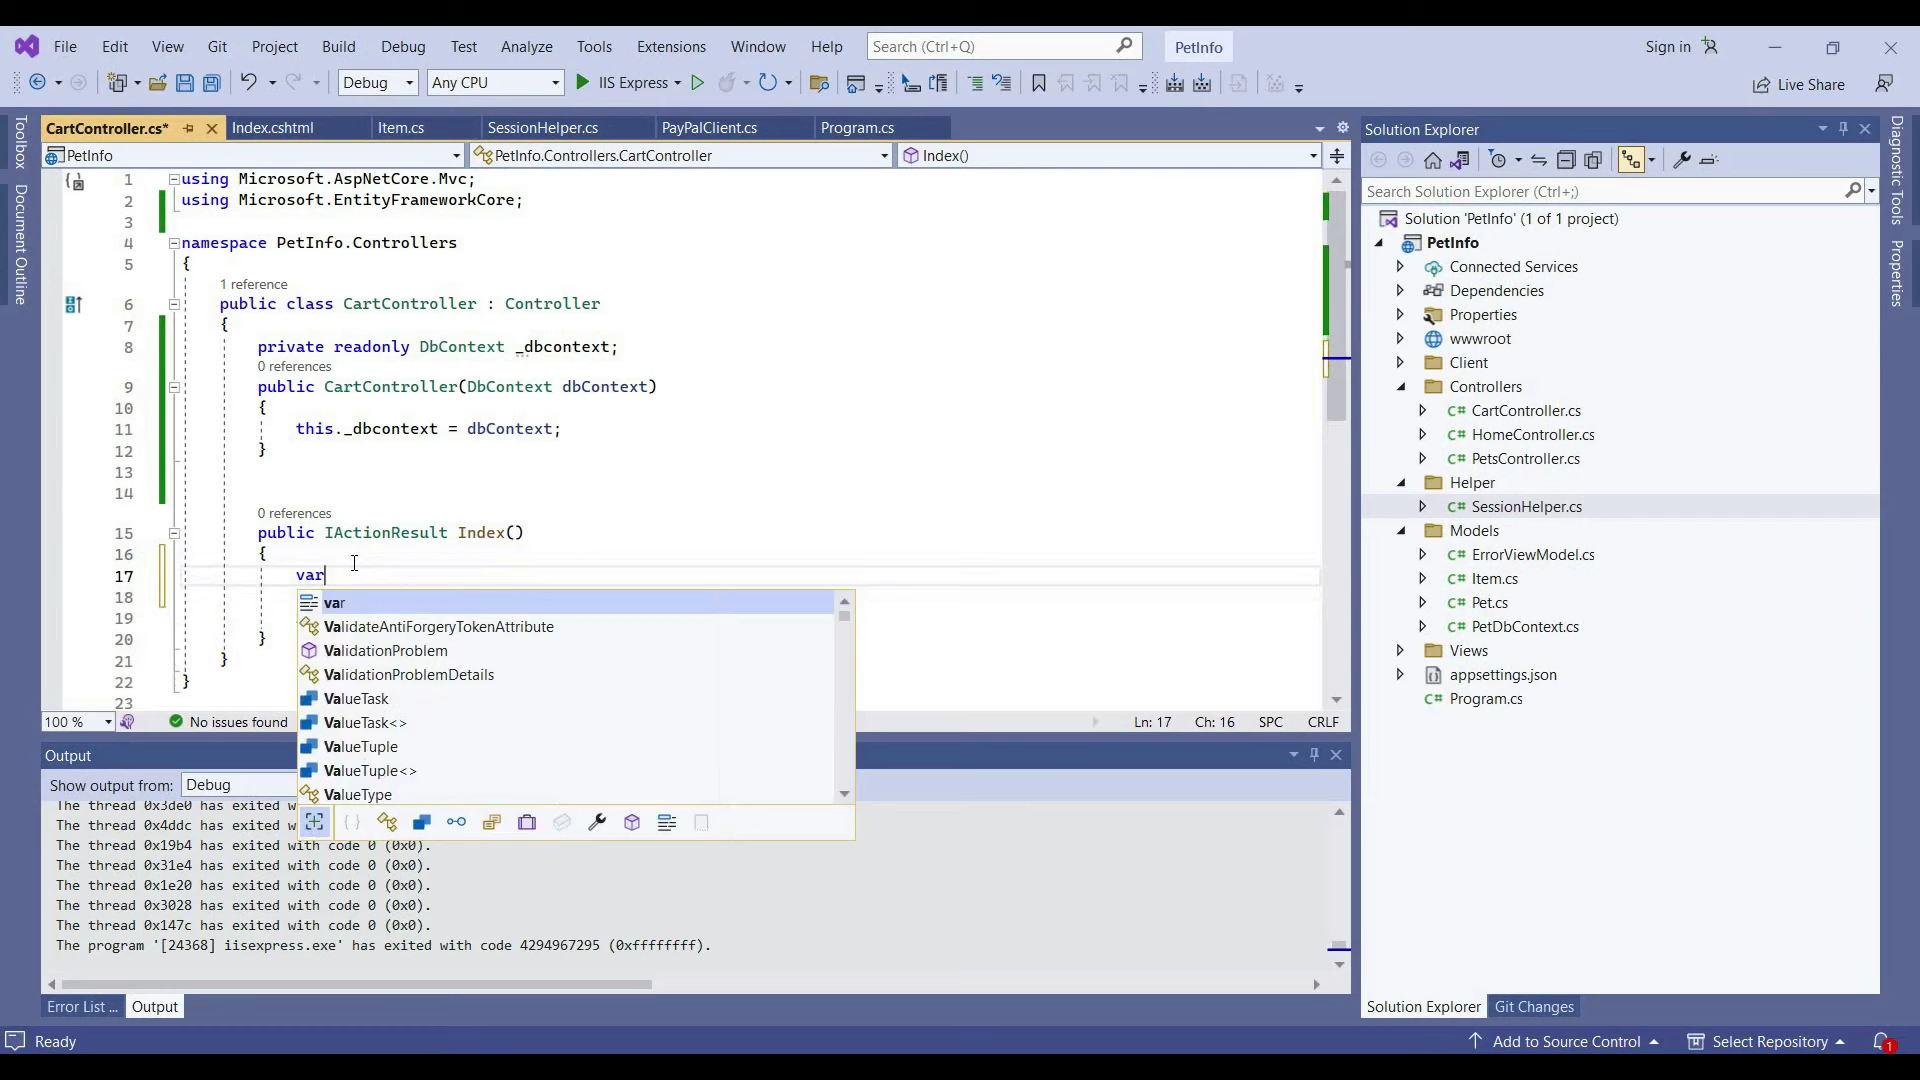 File Edit View Git Project Build Debug Test Analyze Tools Extensions Window Help Search (Ctrl+Q) PetInfo Sign in
Debug Any CPU IIS Express Live Share
CartController.cs* Index.cshtml Item.cs SessionHelper.cs PayPalClient.cs Program.cs
PetInfo PetInfo.Controllers.CartController Index()
1 using Microsoft.AspNetCore.Mvc;
2 using Microsoft.EntityFrameworkCore;
3
4 namespace PetInfo.Controllers
5 {
1 reference
6 public class CartController : Controller
7 {
8 private readonly DbContext _dbcontext;
0 references
9 public CartController(DbContext dbContext)
10 {
11 this._dbcontext = dbContext;
12 }
13
14
0 references
15 public IActionResult Index()
16 {
17 var
18
19
20 }
21 }
22 }
23
var
ValidateAntiForgeryTokenAttribute
ValidationProblem
ValidationProblemDetails
ValueTask
ValueTask<>
ValueTuple
ValueTuple<>
ValueType
100 % No issues found Ln: 17 Ch: 16 SPC CRLF
Output
Show output from: Debug
The thread 0x3de0 has exited w
The thread 0x4ddc has exited w
The thread 0x19b4 has exited with code 0 (0x0).
The thread 0x31e4 has exited with code 0 (0x0).
The thread 0x1e20 has exited with code 0 (0x0).
The thread 0x3028 has exited with code 0 (0x0).
The thread 0x147c has exited with code 0 (0x0).
The program '[24368] iisexpress.exe' has exited with code 4294967295 (0xffffffff).
Error List ... Output
Solution Explorer
Search Solution Explorer (Ctrl+;)
Solution 'PetInfo' (1 of 1 project)
PetInfo
Connected Services
Dependencies
Properties
wwwroot
Client
Controllers
C# CartController.cs
C# HomeController.cs
C# PetsController.cs
Helper
C# SessionHelper.cs
Models
C# ErrorViewModel.cs
C# Item.cs
C# Pet.cs
C# PetDbContext.cs
Views
appsettings.json
C# Program.cs
Solution Explorer Git Changes
Toolbox
Document Outline
Diagnostic Tools
Properties
Ready Add to Source Control Select Repository 1